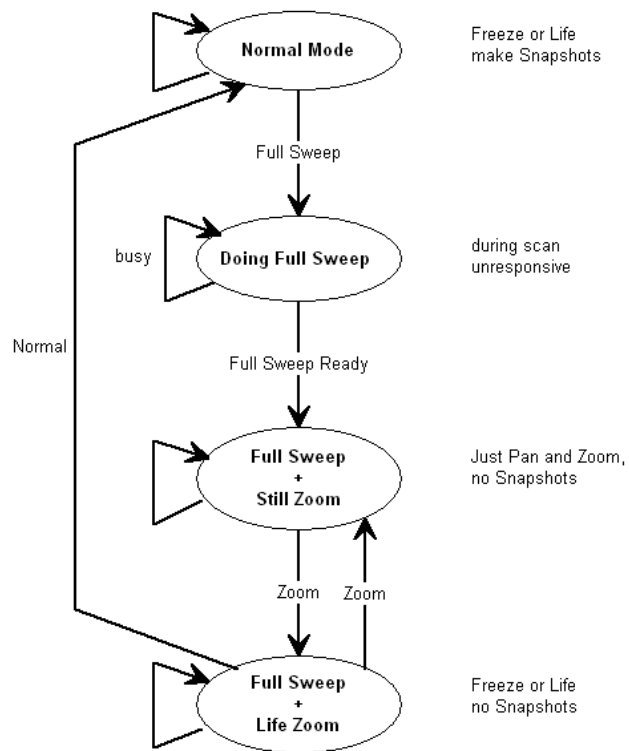 Normal Mode
Freeze or Life
make Snapshots
Full Sweep
busy
Doing Full Sweep
during scan
unresponsive
Normal
Full Sweep Ready
Full Sweep
+
Still Zoom
Just Pan and Zoom,
no Snapshots
Zoom
Zoom
Full Sweep
+
Life Zoom
Freeze or Life
no Snapshots